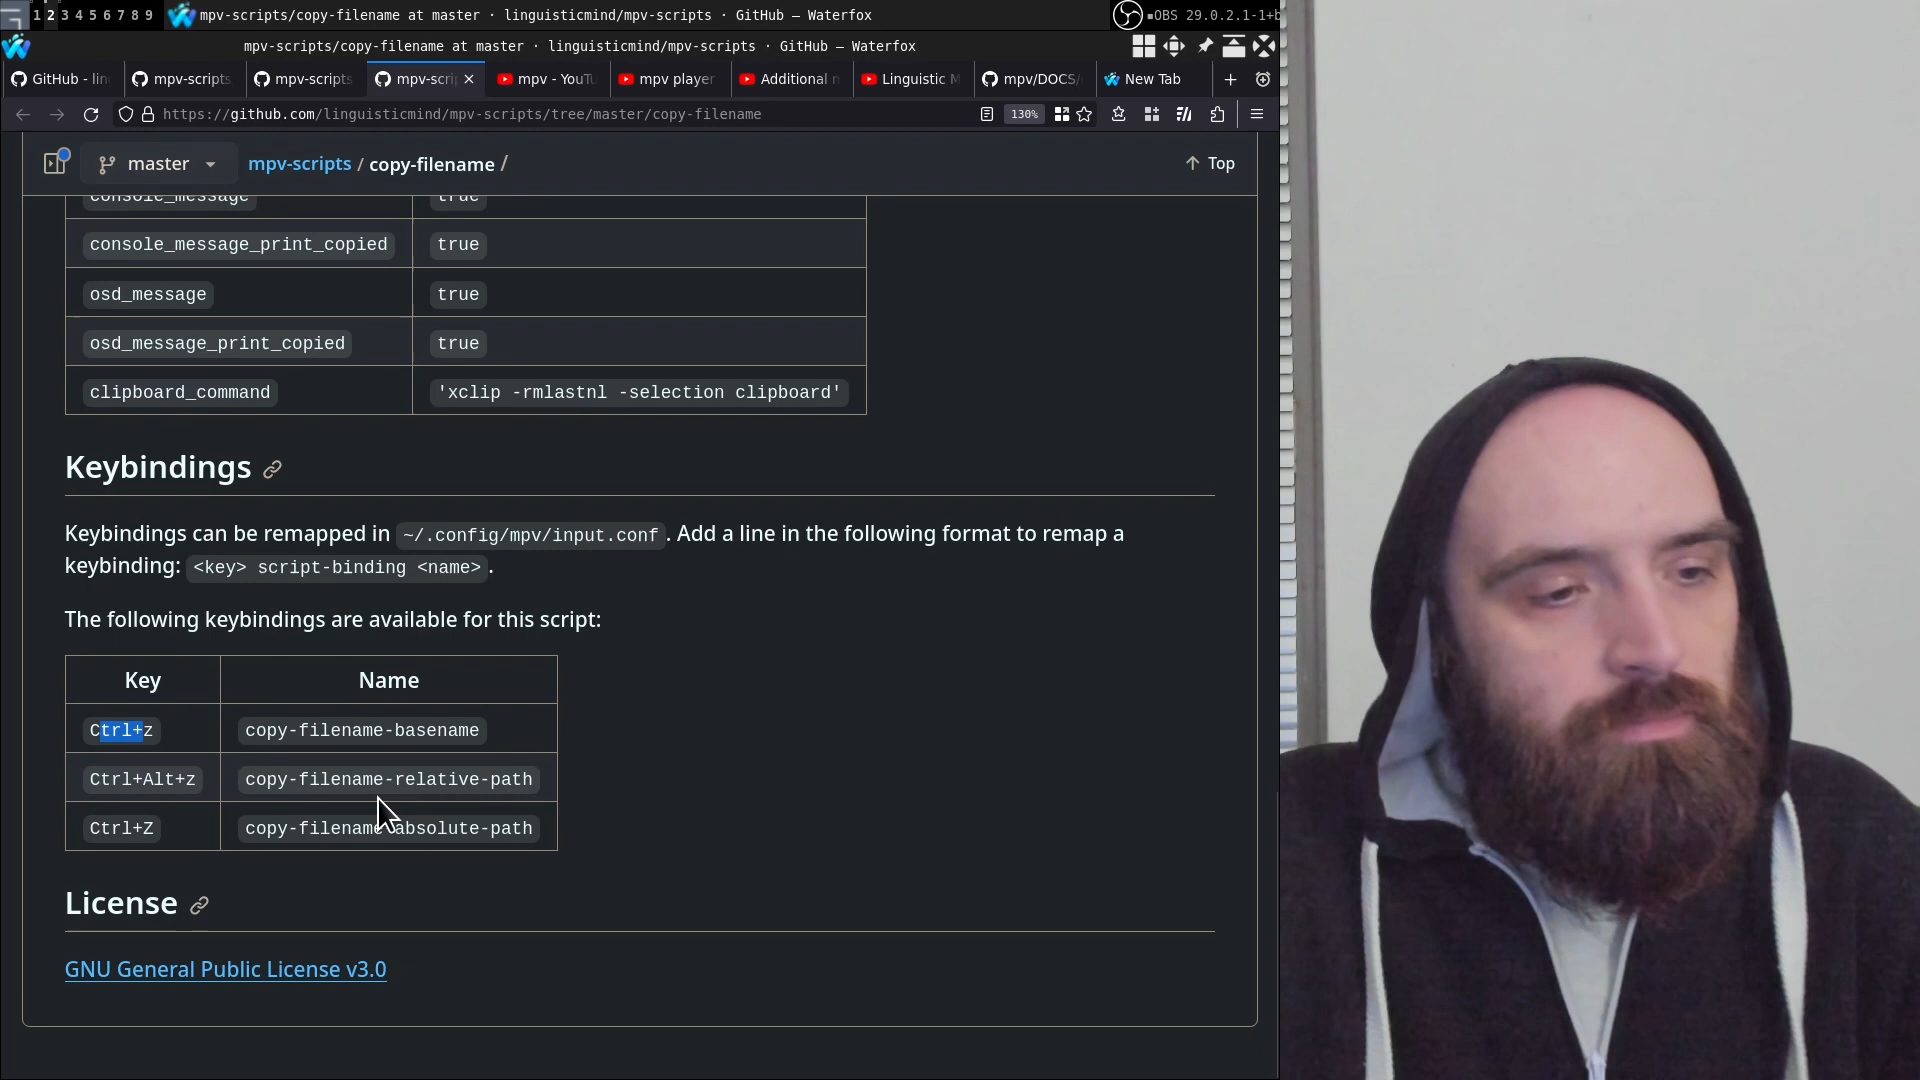 1 2 3 4 5 6 7 8 9 mpv-scripts/copy-filename at master · linguisticmind/mpv-scripts · GitHub — Waterfox OBS 29.0.2.1-1+b
mpv-scripts/copy-filename at master · linguisticmind/mpv-scripts · GitHub — Waterfox
GitHub - lin mpv-scripts mpv-scripts mpv-scrip mpv - YouTu mpv player Additional n Linguistic M mpv/DOCS/ New Tab
https://github.com/linguisticmind/mpv-scripts/tree/master/copy-filename 130%
master mpv-scripts / copy-filename / Top
console_message true
console_message_print_copied true
osd_message true
osd_message_print_copied true
clipboard_command 'xclip -rmlastnl -selection clipboard'
Keybindings
Keybindings can be remapped in ~/.config/mpv/input.conf. Add a line in the following format to remap a
keybinding: <key> script-binding <name>.
The following keybindings are available for this script:
Key Name
Ctrl+z copy-filename-basename
Ctrl+Alt+z copy-filename-relative-path
Ctrl+Z copy-filename-absolute-path
License
GNU General Public License v3.0